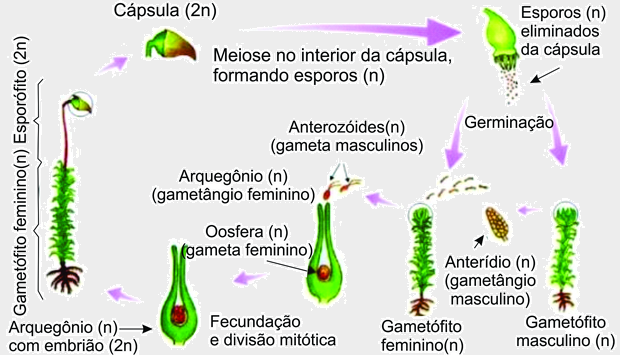 Cápsula (2n)
Meiose no interior da cápsula,
formando esporos (n)
Esporos (n)
eliminados
da cápsula
Germinação
Anterozóides(n)
(gameta masculinos)
Arquegônio (n)
(gametângio feminino)
Oosfera (n)
(gameta feminino)
Anterídio (n)
(gametângio
masculino)
Gametófito
masculino (n)
Gametófito
feminino(n)
Fecundação
e divisão mitótica
Arquegônio (n)
com embrião (2n)
Gametófito feminino(n)
Esporófito (2n)